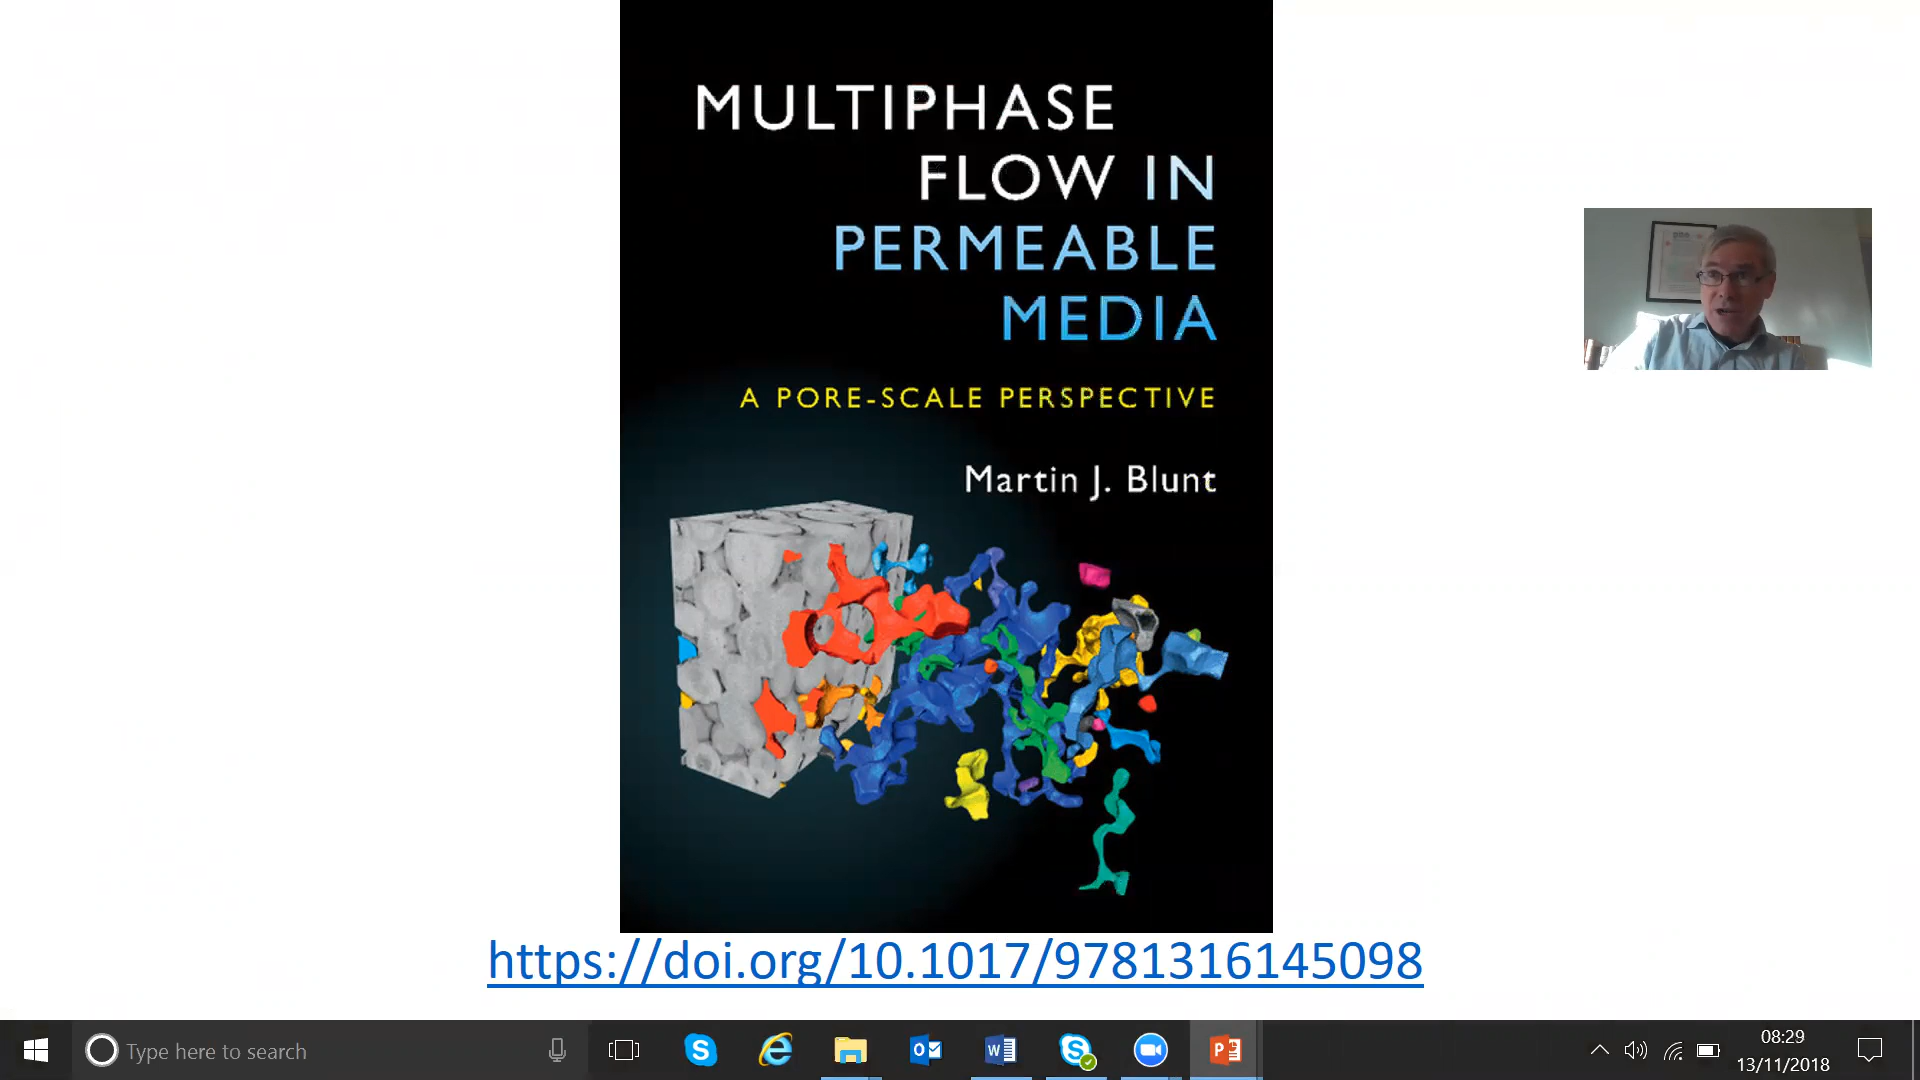 MULTIPHASE
FLOW IN
PERMEABLE
MEDIA
A PORE-SCALE PERSPECTIVE
Martin J. Blunt
https://doi.org/10.1017/9781316145098
Type here to search
08:29
13/11/2018